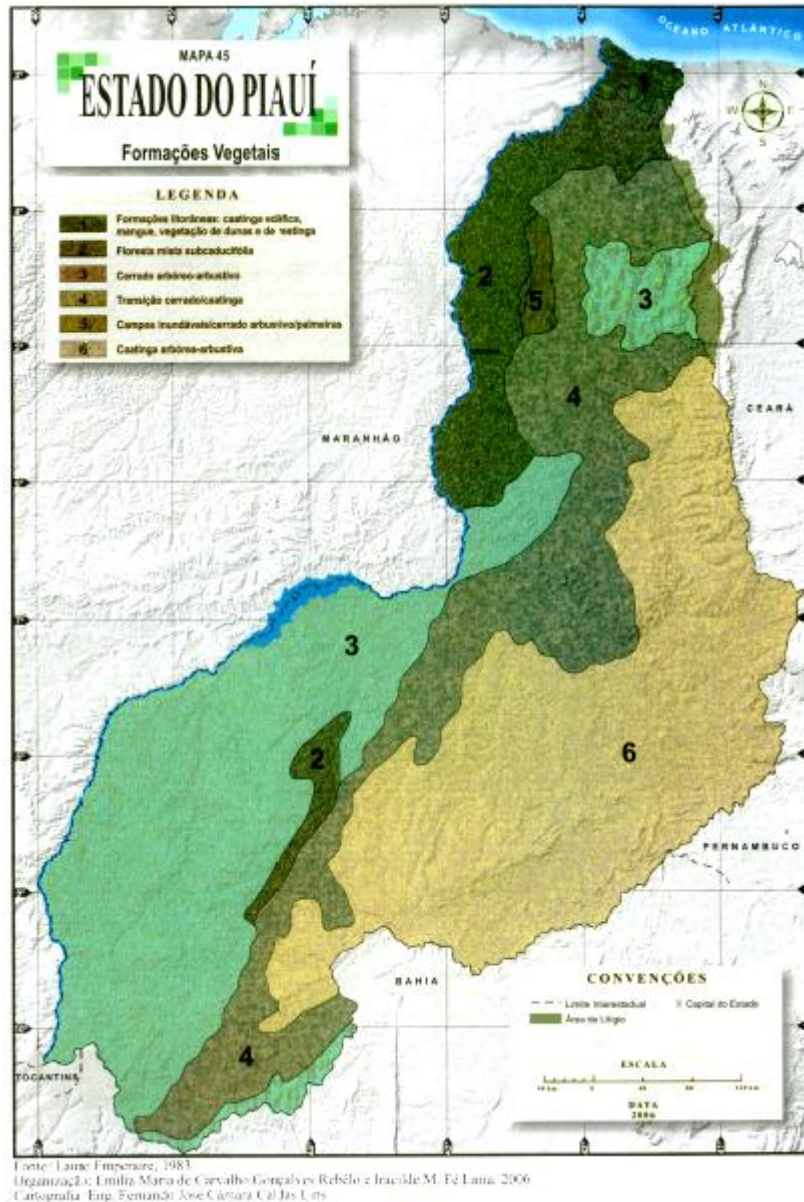 OCEANO ATLÂNTICO
MAPA 45
ESTADO DO PIAUÍ
Formações Vegetais
N
W
S
LEGENDA
1 Formações litorâneas: caatinga edáfica,
mangue, vegetação de dunas e de restinga
2 Floresta mista subcaducifólia
3 Cerrado arbóreo-arbustivo
4 Transição cerrado/caatinga
5 Campos inundáveis/cerrado arbustivo/palmeiras
6 Caatinga arbórea-arbustiva
1
2
5
3
4
CEARÁ
MARANHÃO
2
3
2
6
PERNAMBUCO
BAHIA
4
TOCANTINS
CONVENÇÕES
Limite Interestadual
X Capital do Estado
Área de Litígio
ESCALA
DATA
2006
Fonte: Laure Emperaire, 1983
Organização: Emília Maria de Carvalho Gonçalves Rebêlo e Iracilde M. Fé Lima, 2006
Cartografia: Eng. Fernando José Câmara